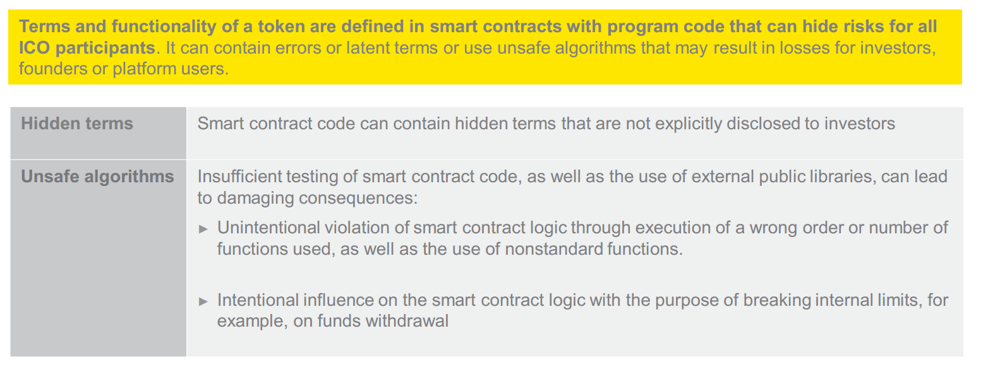 Terms and functionality of a token are defined in smart contracts with program code that can hide risks for all
ICO participants. It can contain errors or latent terms or use unsafe algorithms that may result in losses for investors,
founders or platform users.
Hidden terms
Smart contract code can contain hidden terms that are not explicitly disclosed to investors
Unsafe algorithms
Insufficient testing of smart contract code, as well as the use of external public libraries, can lead
to damaging consequences:
► Unintentional violation of smart contract logic through execution of a wrong order or number of
functions used, as well as the use of nonstandard functions.
► Intentional influence on the smart contract logic with the purpose of breaking internal limits, for
example, on funds withdrawal